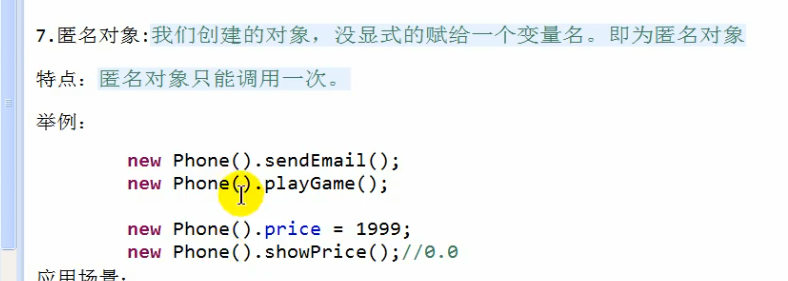 7.匿名对象:我们创建的对象，没显式的赋给一个变量名。即为匿名对象
特点：匿名对象只能调用一次。
举例：
new Phone().sendEmail();
new Phone().playGame();
new Phone().price = 1999;
new Phone().showPrice();//0.0
应用场景：